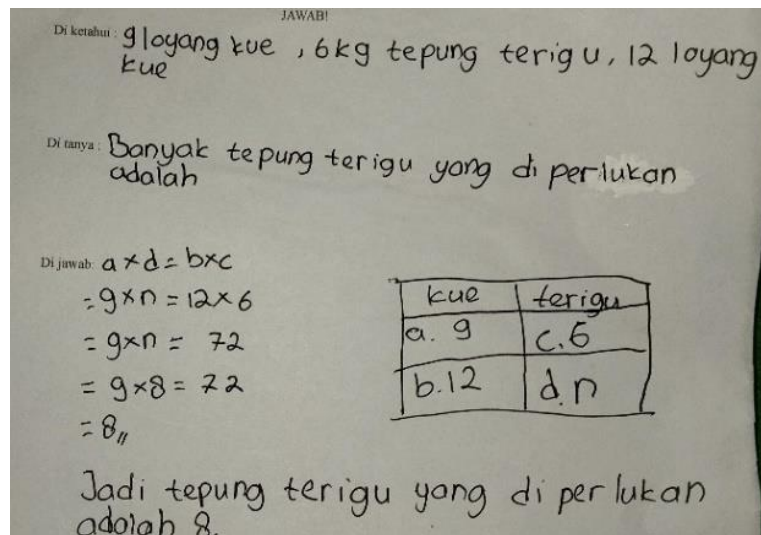 JAWAB!
Di ketahui : 9 loyang kue , 6kg tepung terigu, 12 loyang
kue
Di tanya : Banyak tepung terigu yang di perlukan
adalah
Di jawab: a × d = b×c
= 9×n = 12×6
= 9×n = 72
= 9×8 = 72
= 8,,
kue terigu
a. 9 c. 6
b. 12 d. n
Jadi tepung terigu yang di perlukan
adalah 8.